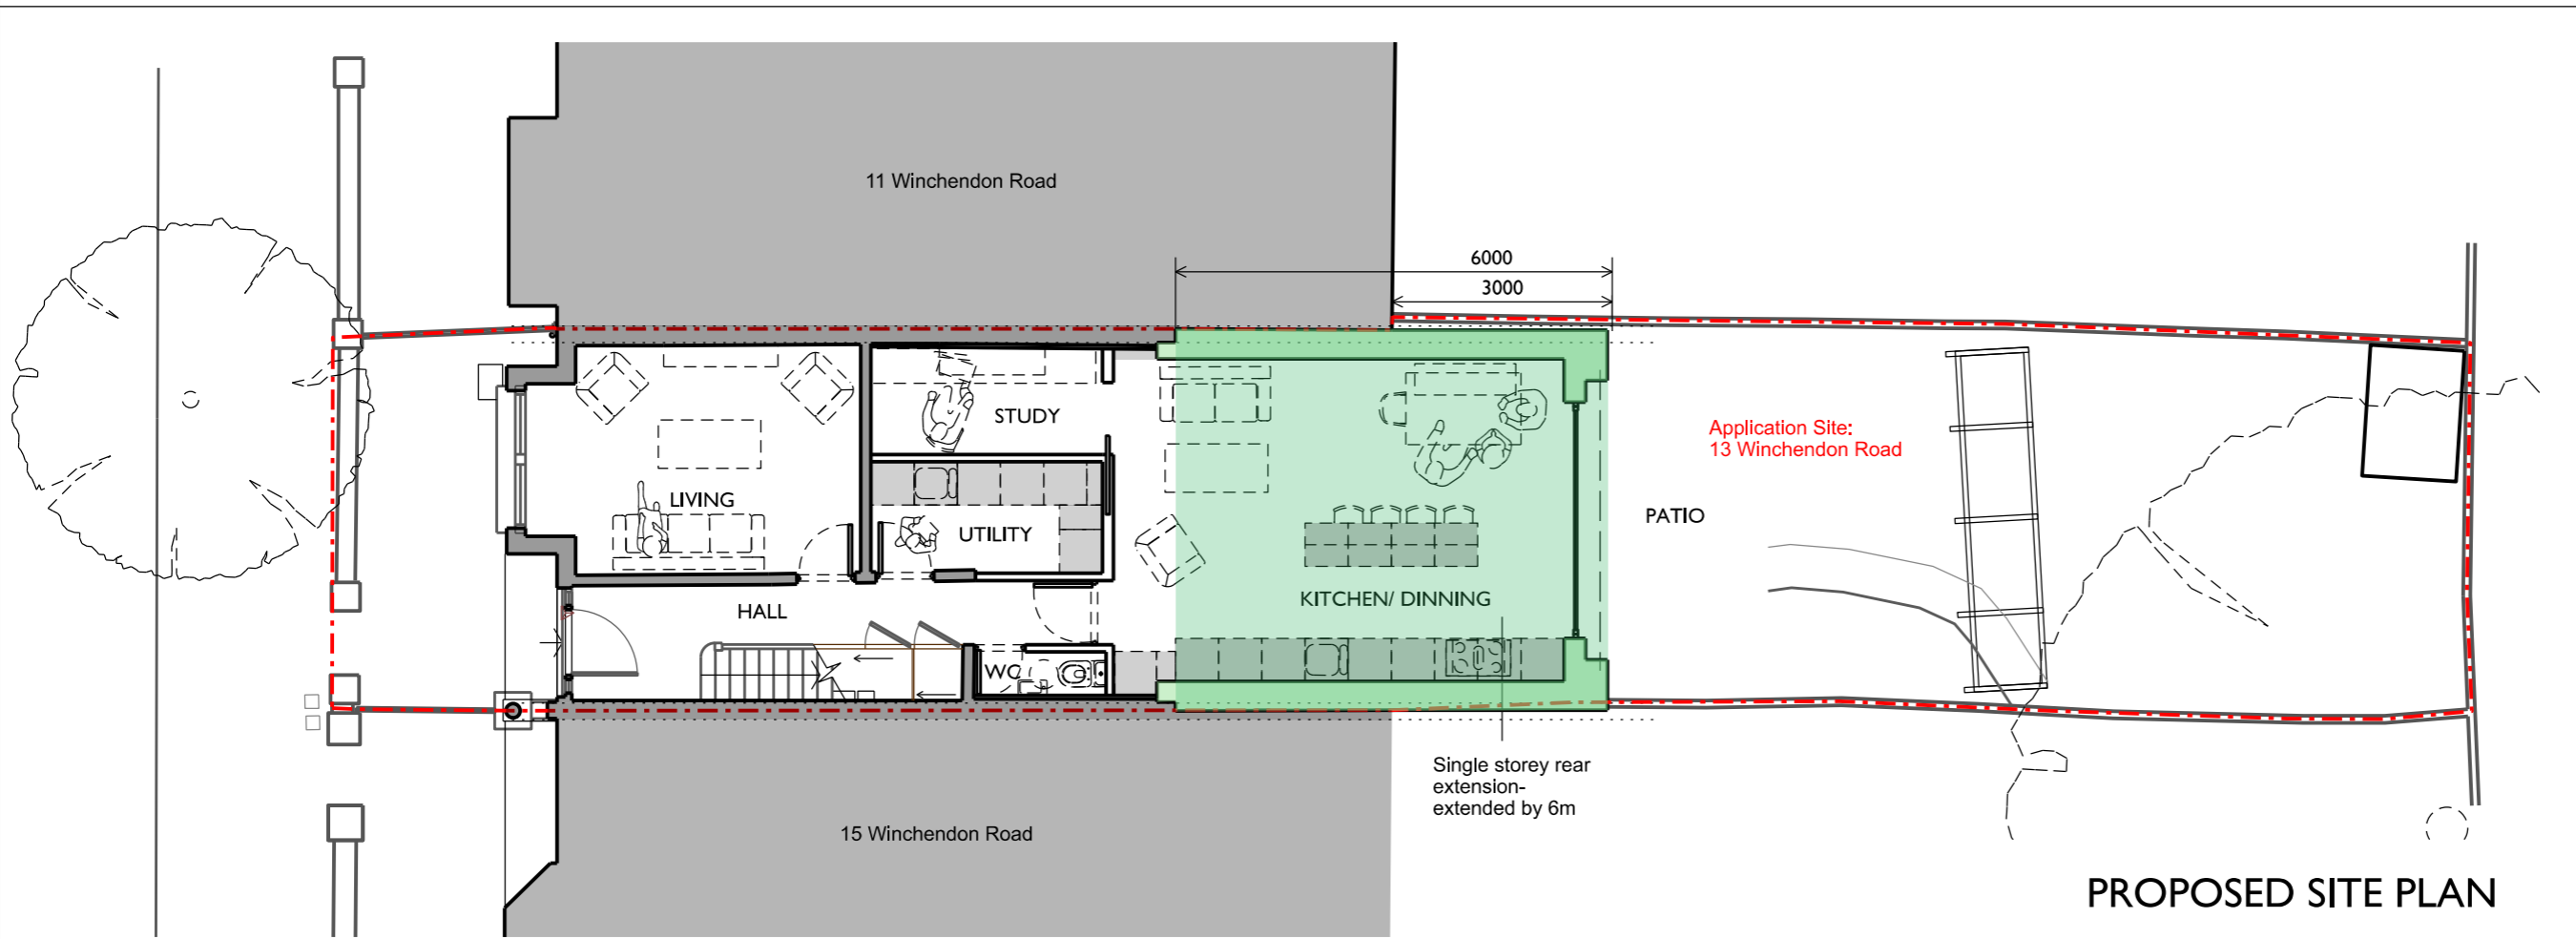 11 Winchendon Road
6000
3000
STUDY
Application Site:
13 Winchendon Road
LIVING
UTILITY
PATIO
HALL
KITCHEN/ DINNING
WC
Single storey rear
extension-
extended by 6m
15 Winchendon Road
PROPOSED SITE PLAN